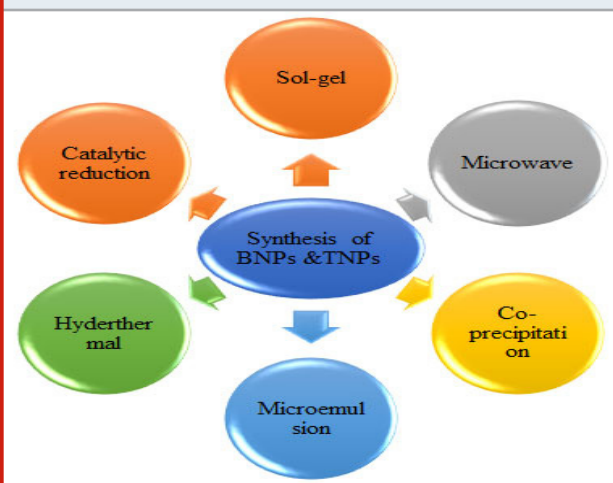 Sol-gel
Catalytic
reduction
Microwave
Synthesis of
BNPs &TNPs
Hyderther
mal
Co-
precipitati
on
Microemul
sion